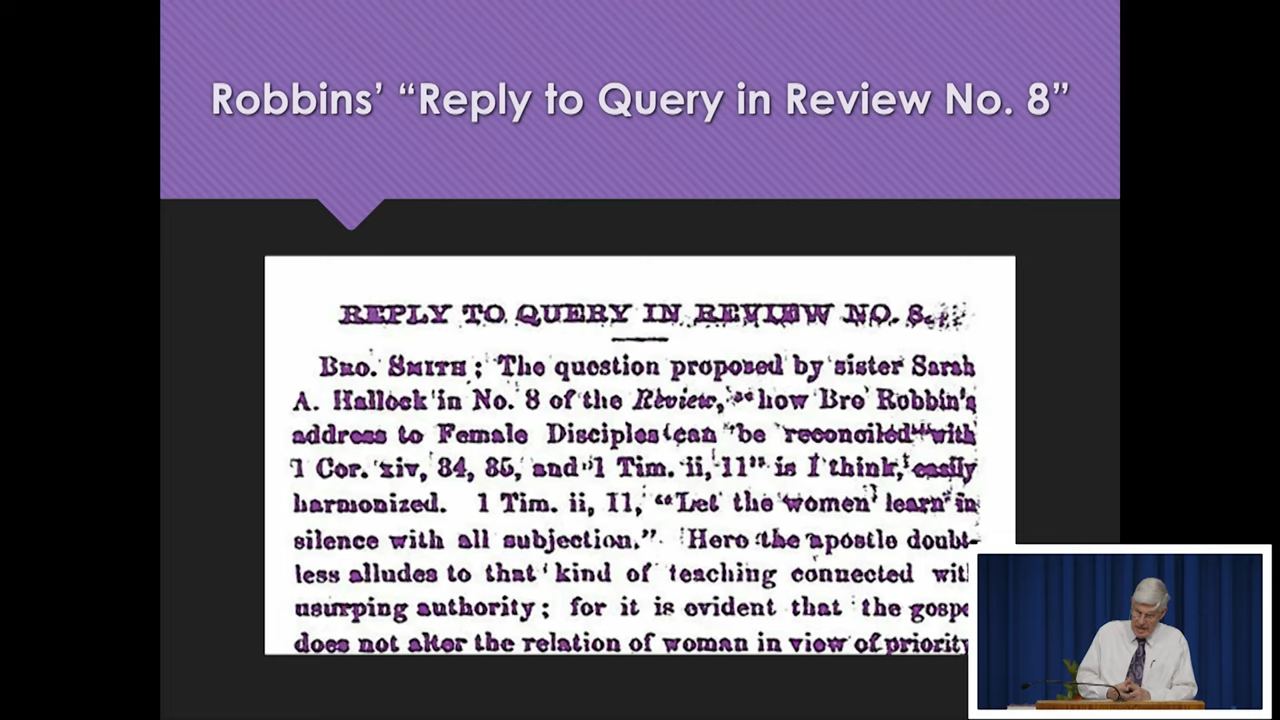 Robbins’ “Reply to Query in Review No. 8”
REPLY TO QUERY IN REVIEW NO. 8.
BRO. SMITH; The question proposed by sister Sarah
A. Hallock in No. 8 of the Review, “how Bro Robbin's
address to Female Disciples can be reconciled with
1 Cor. xiv, 34, 35, and 1 Tim. ii, 11” is I think, easily
harmonized. 1 Tim. ii, 11, “Let the women learn in
silence with all subjection.” Here the apostle doubt-
less alludes to that kind of teaching connected with
usurping authority; for it is evident that the
does not alter the relation of woman in view of priority